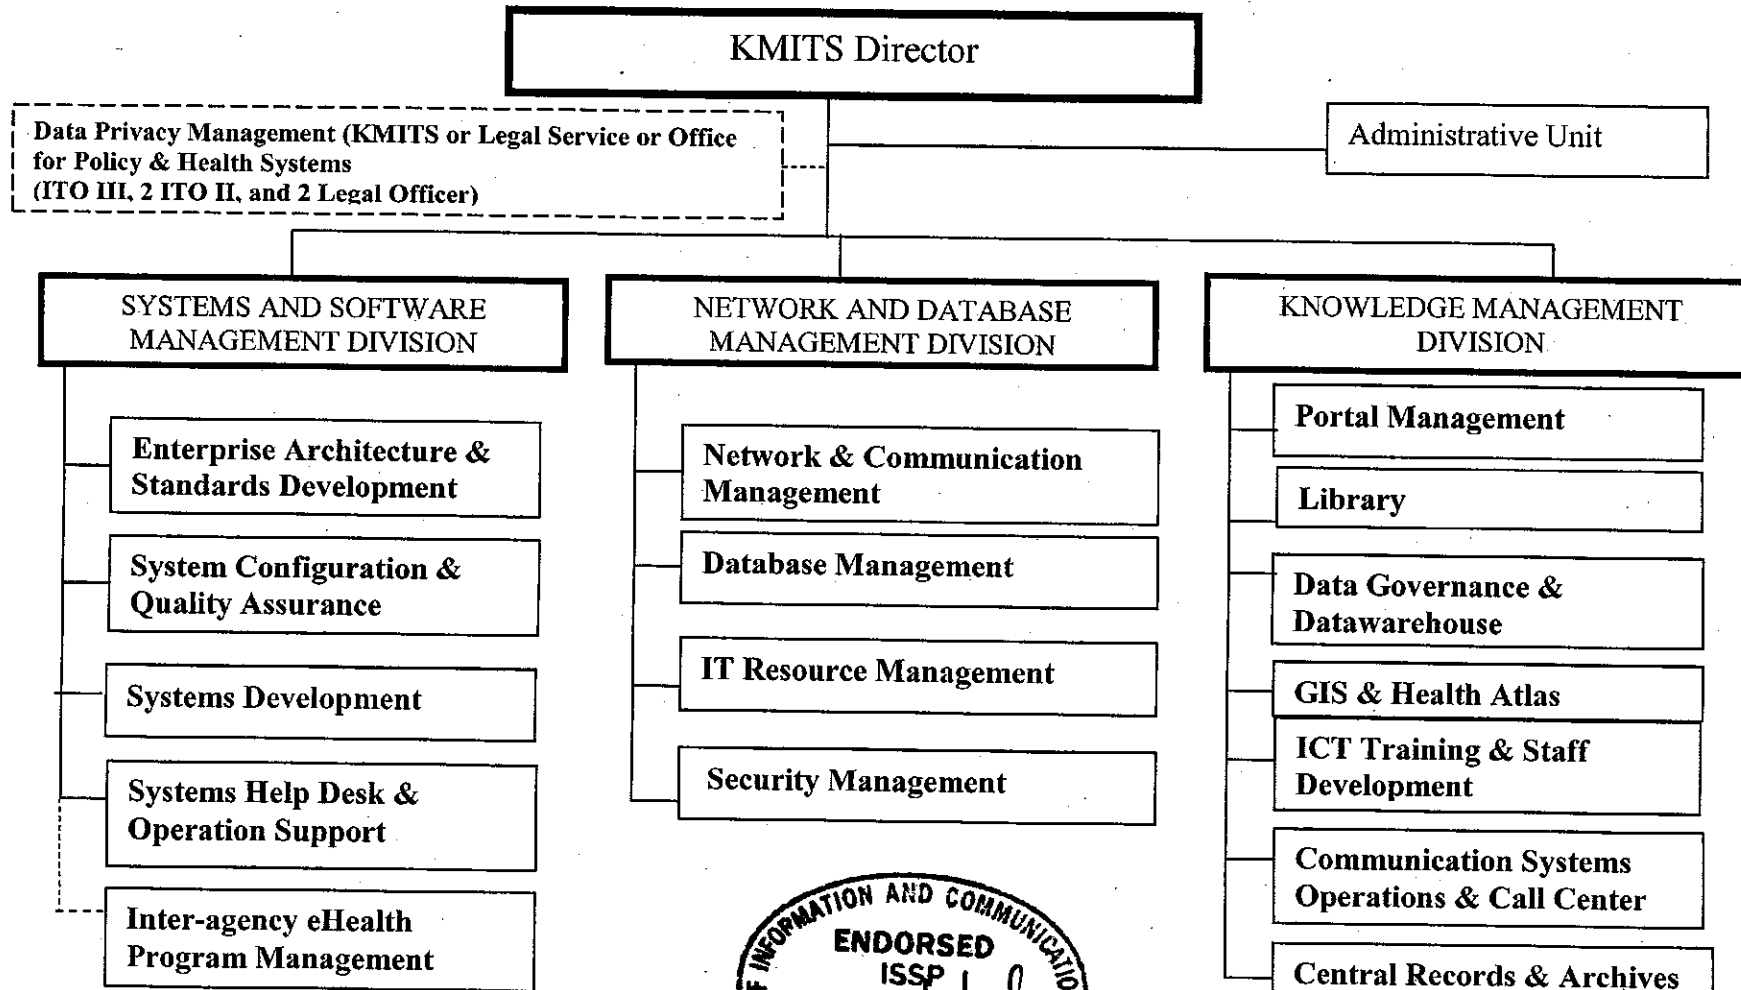 KMITS Director
Data Privacy Management (KMITS or Legal Service or Office
for Policy & Health Systems
(ITO III, 2 ITO II, and 2 Legal Officer)
Administrative Unit
SYSTEMS AND SOFTWARE
MANAGEMENT DIVISION
Enterprise Architecture &
Standards Development
System Configuration &
Quality Assurance
Systems Development
Systems Help Desk &
Operation Support
Inter-agency eHealth
Program Management
NETWORK AND DATABASE
MANAGEMENT DIVISION
Network & Communication
Management
Database Management
IT Resource Management
Security Management
KNOWLEDGE MANAGEMENT
DIVISION
Portal Management
Library
Data Governance &
Datawarehouse
GIS & Health Atlas
ICT Training & Staff
Development
Communication Systems
Operations & Call Center
Central Records & Archives
INFORMATION AND
ENDORSED
ISSP